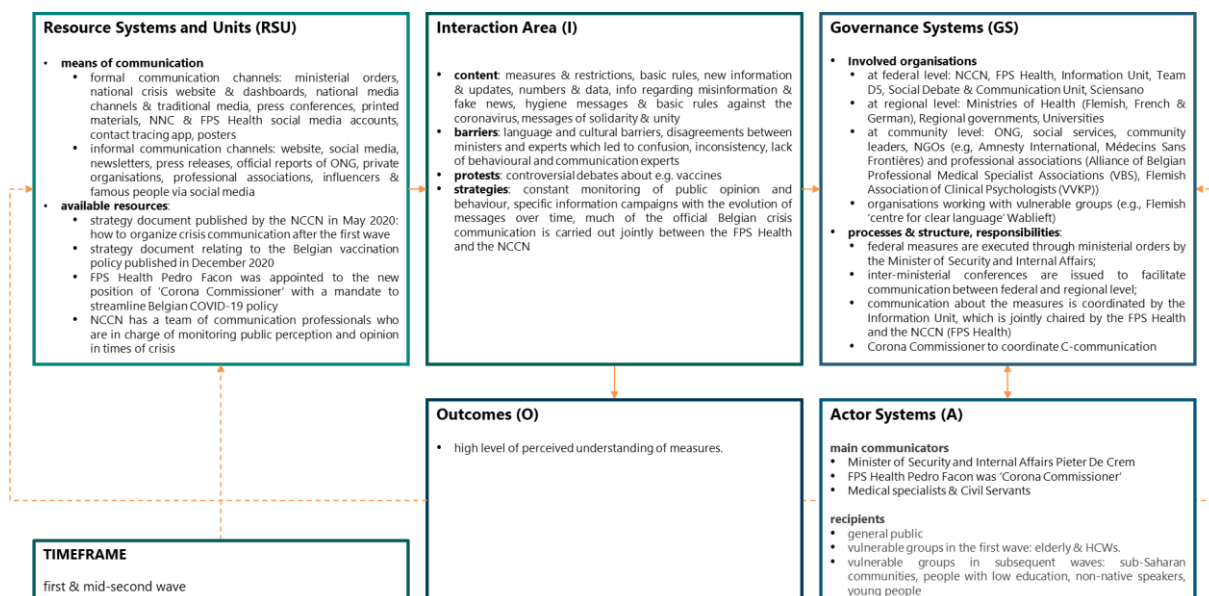 Resource Systems and Units (RSU)
• means of communication
• formal communication channels: ministerial orders,
national crisis website & dashboards, national media
channels & traditional media, press conferences, printed
materials, NNC & FPS Health social media accounts,
contact tracing app, posters
• informal communication channels: website, social media,
newsletters, press releases, official reports of ONG, private
organisations, professional associations, influencers &
famous people via social media
• available resources:
• strategy document published by the NCCN in May 2020:
how to organize crisis communication after the first wave
• strategy document relating to the Belgian vaccination
policy published in December 2020
• FPS Health Pedro Facon was appointed to the new
position of ‘Corona Commissioner’ with a mandate to
streamline Belgian COVID-19 policy
• NCCN has a team of communication professionals who
are in charge of monitoring public perception and opinion
in times of crisis
Interaction Area (I)
• content: measures & restrictions, basic rules, new information
& updates, numbers & data, info regarding misinformation &
fake news, hygiene messages & basic rules against the
coronavirus, messages of solidarity & unity
• barriers: language and cultural barriers, disagreements between
ministers and experts which led to confusion, inconsistency, lack
of behavioural and communication experts
• protests: controversial debates about e.g. vaccines
• strategies: constant monitoring of public opinion and
behaviour, specific information campaigns with the evolution of
messages over time, much of the official Belgian crisis
communication is carried out jointly between the FPS Health
and the NCCN
Governance Systems (GS)
• Involved organisations
• at federal level: NCCN, FPS Health, Information Unit, Team
D5, Social Debate & Communication Unit, Sciensano
• at regional level: Ministries of Health (Flemish, French &
German), Regional governments, Universities
• at community level: ONG, social services, community
leaders, NGOs (e.g, Amnesty International, Médecins Sans
Frontières) and professional associations (Alliance of Belgian
Professional Medical Specialist Associations (VBS), Flemish
Association of Clinical Psychologists (VVKP))
• organisations working with vulnerable groups (e.g., Flemish
‘centre for clear language’ Wablieft)
• processes & structure, responsibilities:
• federal measures are executed through ministerial orders by
the Minister of Security and Internal Affairs;
• inter-ministerial conferences are issued to facilitate
communication between federal and regional level;
• communication about the measures is coordinated by the
Information Unit, which is jointly chaired by the FPS Health
and the NCCN (FPS Health)
• Corona Commissioner to coordinate C-communication
Outcomes (O)
• high level of perceived understanding of measures.
Actor Systems (A)
main communicators
• Minister of Security and Internal Affairs Pieter De Crem
• FPS Health Pedro Facon was ‘Corona Commissioner’
• Medical specialists & Civil Servants
recipients
• general public
• vulnerable groups in the first wave: elderly & HCWs.
• vulnerable groups in subsequent waves: sub-Saharan
communities, people with low education, non-native speakers,
young people
TIMEFRAME
first & mid-second wave